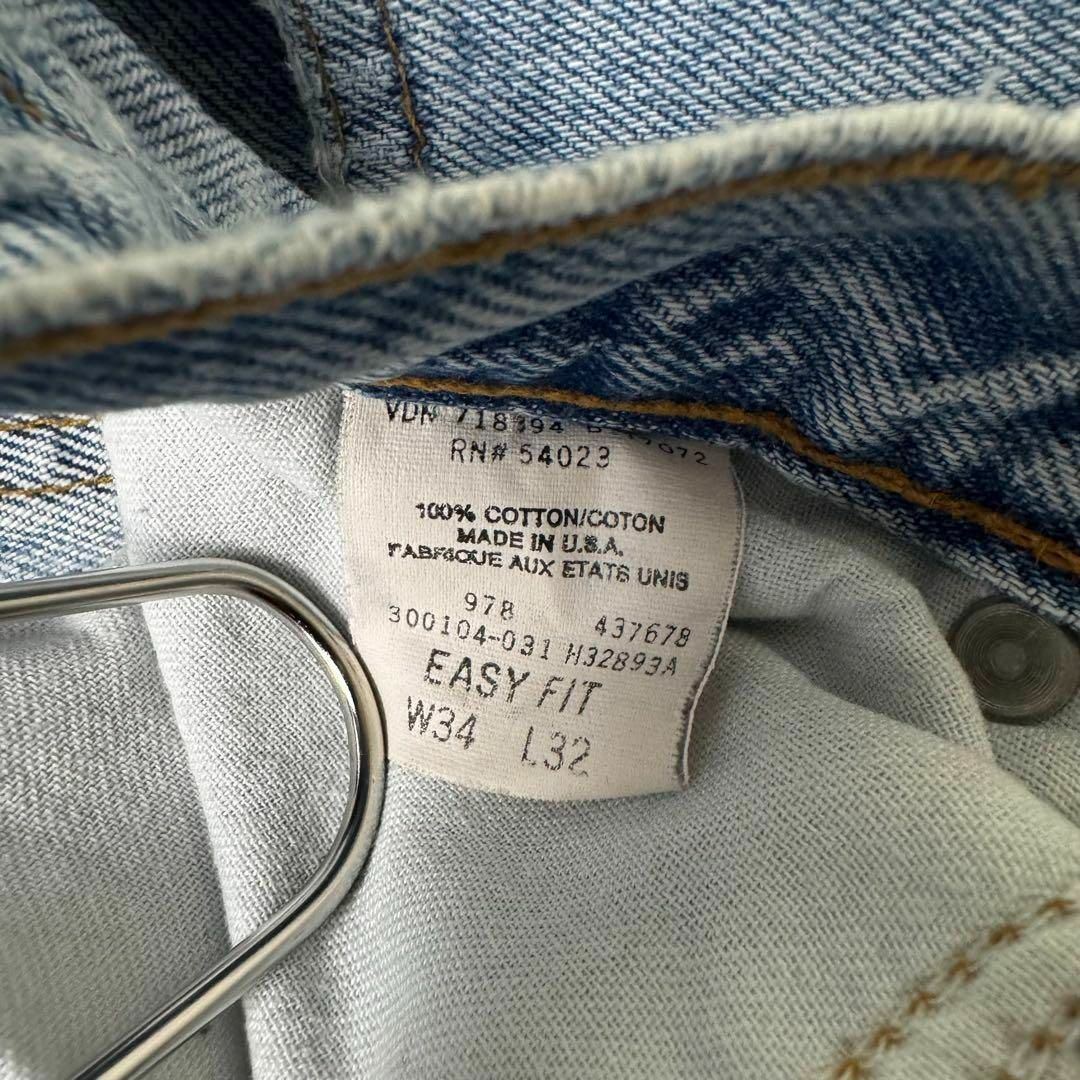 RN# 54023
100% COTTON/COTON
MADE IN U.S.A.
FABRIQUE AUX ETATS UNIS
978 437678
300104-031 H32893A
EASY FIT
W34 L32